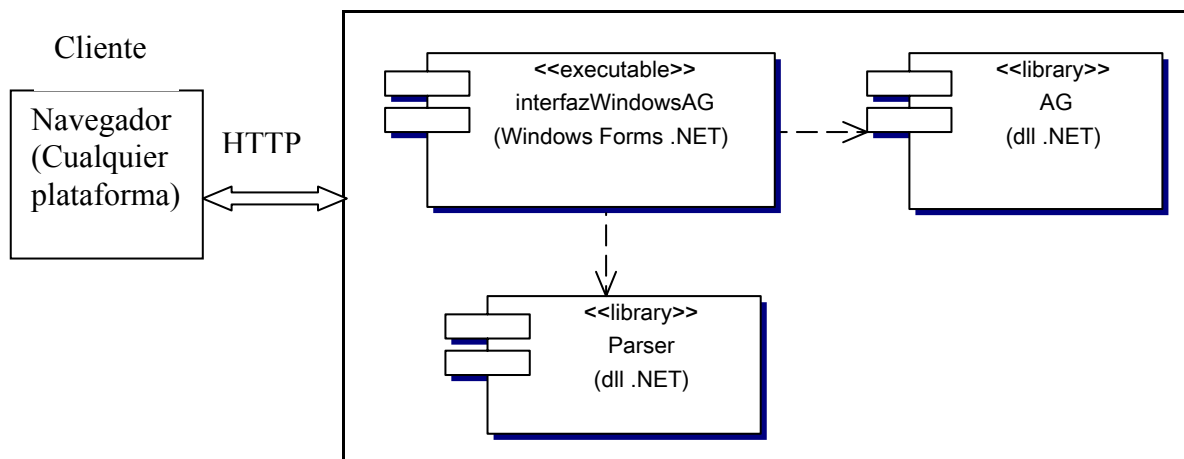 Cliente
Navegador
(Cualquier
plataforma)
HTTP
<<executable>>
interfazWindowsAG
(Windows Forms .NET)
<<library>>
AG
(dll .NET)
<<library>>
Parser
(dll .NET)